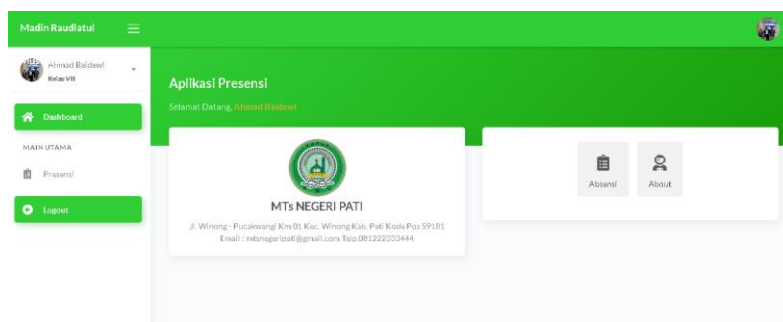 Madin Raudlatul
Ahmad Baidewi
Kelas VIII
Dashboard
MAIN UTAMA
Presensi
Logout
Aplikasi Presensi
Selamat Datang, Ahmad Baidewi
MTs NEGERI PATI
Jl. Winong - Pucakwangi Km 01 Kec. Winong Kab. Pati Kode Pos 59181
Email : mtsnegeripati@gmail.com Telp.081222333444
Absensi
About